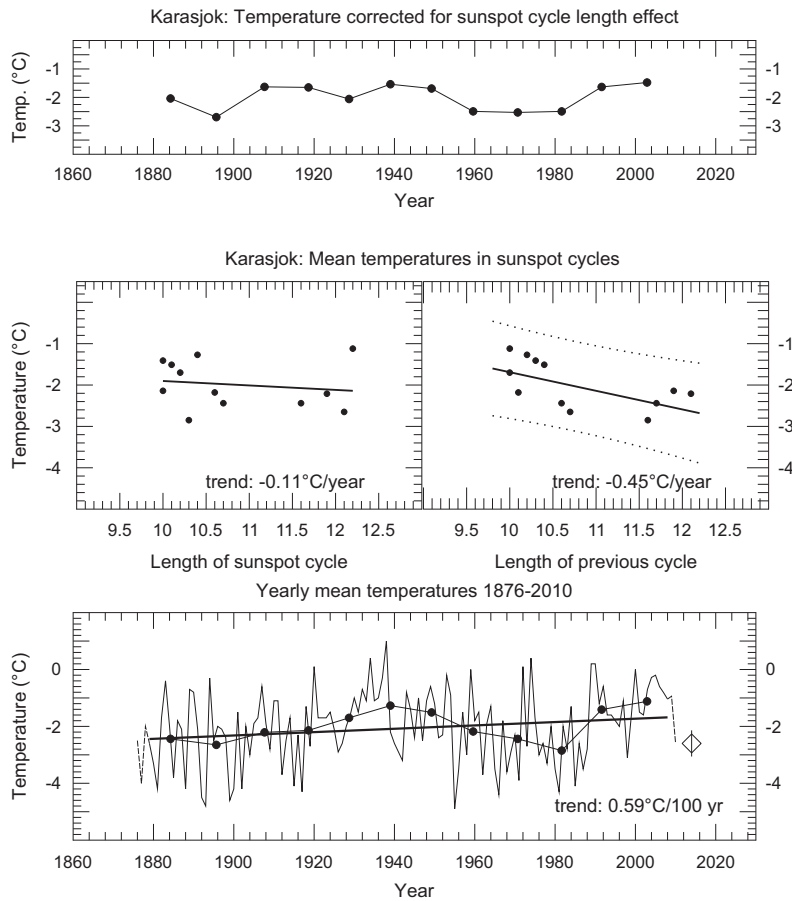 Karasjok: Temperature corrected for sunspot cycle length effect
Temp. (°C)
-1
-2
-3
-1
-2
-3
1860 1880 1900 1920 1940 1960 1980 2000 2020
Year
Karasjok: Mean temperatures in sunspot cycles
Temperature (°C)
-1
-2
-3
-4
trend: -0.11°C/year
trend: -0.45°C/year
-1
-2
-3
-4
9.5 10 10.5 11 11.5 12 12.5
9.5 10 10.5 11 11.5 12 12.5
Length of sunspot cycle
Length of previous cycle
Yearly mean temperatures 1876-2010
Temperature (°C)
0
-2
-4
0
-2
-4
trend: 0.59°C/100 yr
1860 1880 1900 1920 1940 1960 1980 2000 2020
Year